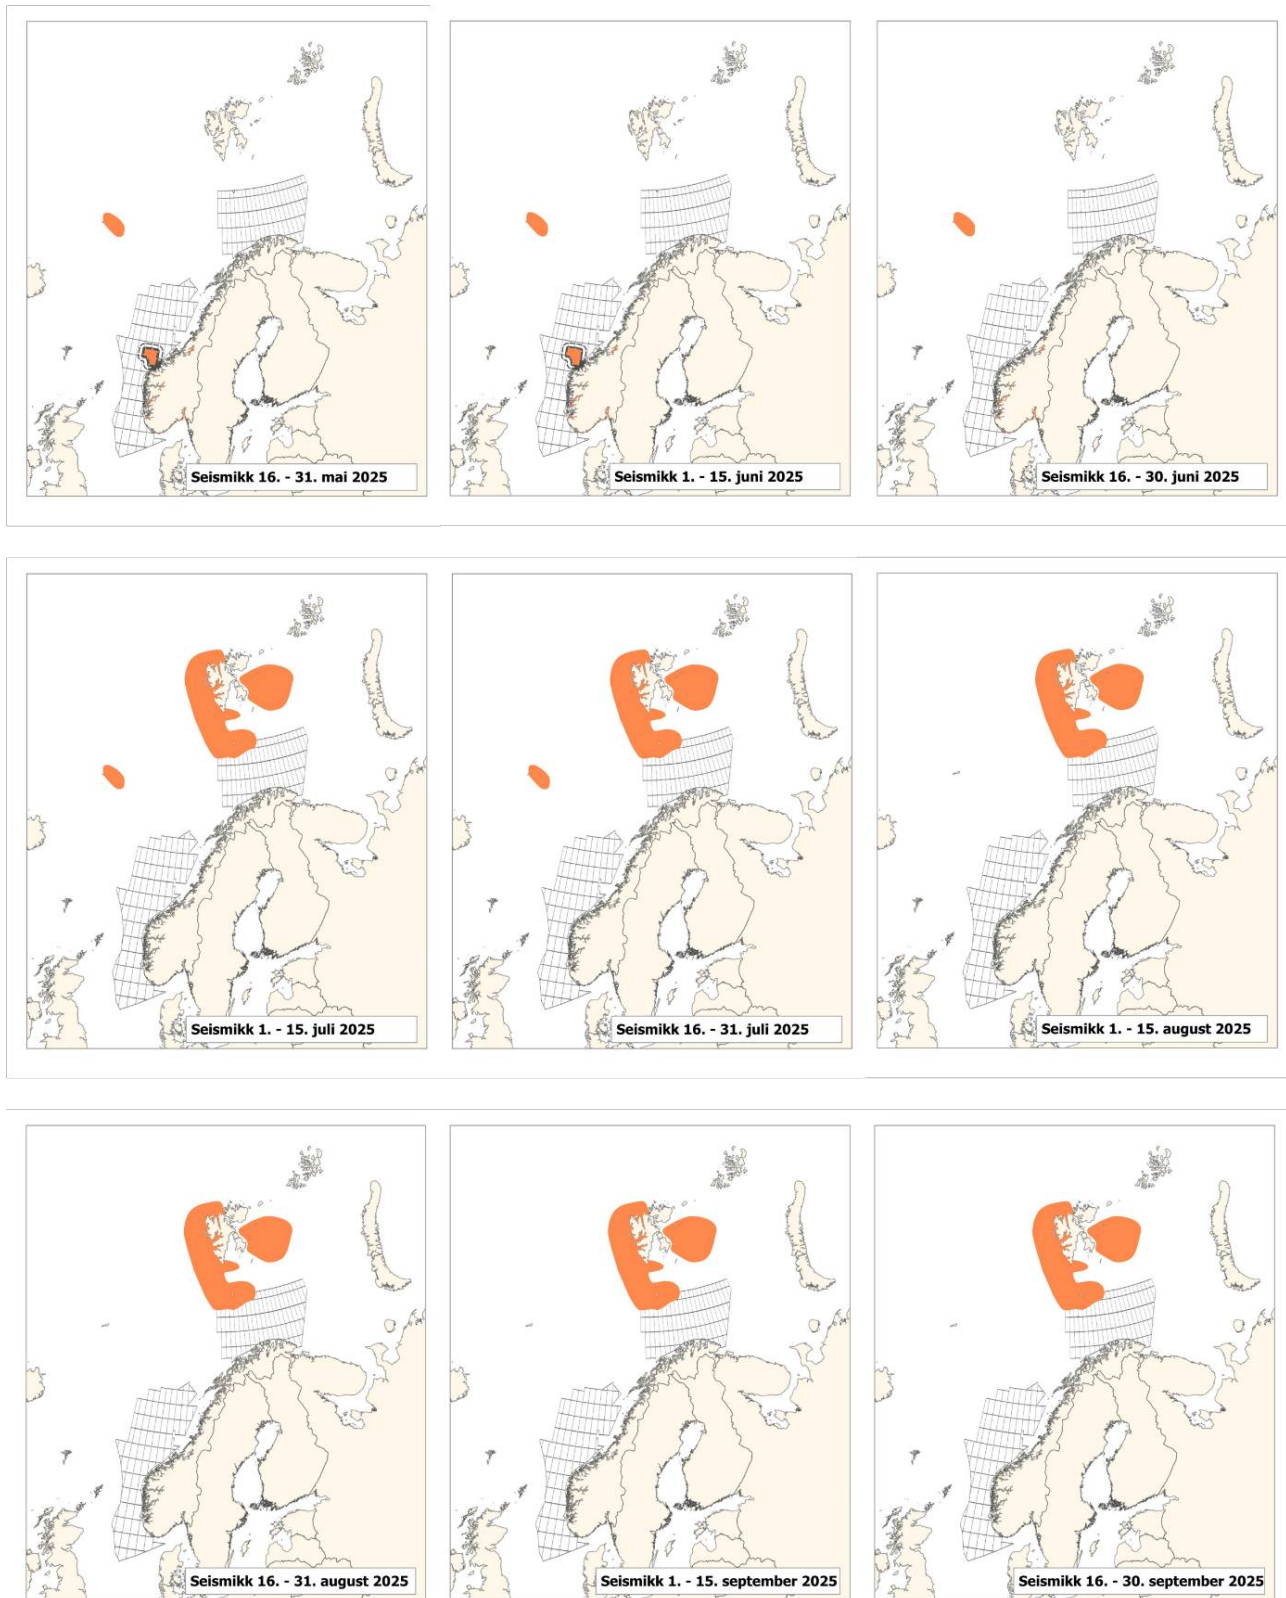 Seismikk 16. - 31. mai 2025
Seismikk 1. - 15. juni 2025
Seismikk 16. - 30. juni 2025
Seismikk 1. - 15. juli 2025
Seismikk 16. - 31. juli 2025
Seismikk 1. - 15. august 2025
Seismikk 16. - 31. august 2025
Seismikk 1. - 15. september 2025
Seismikk 16. - 30. september 2025